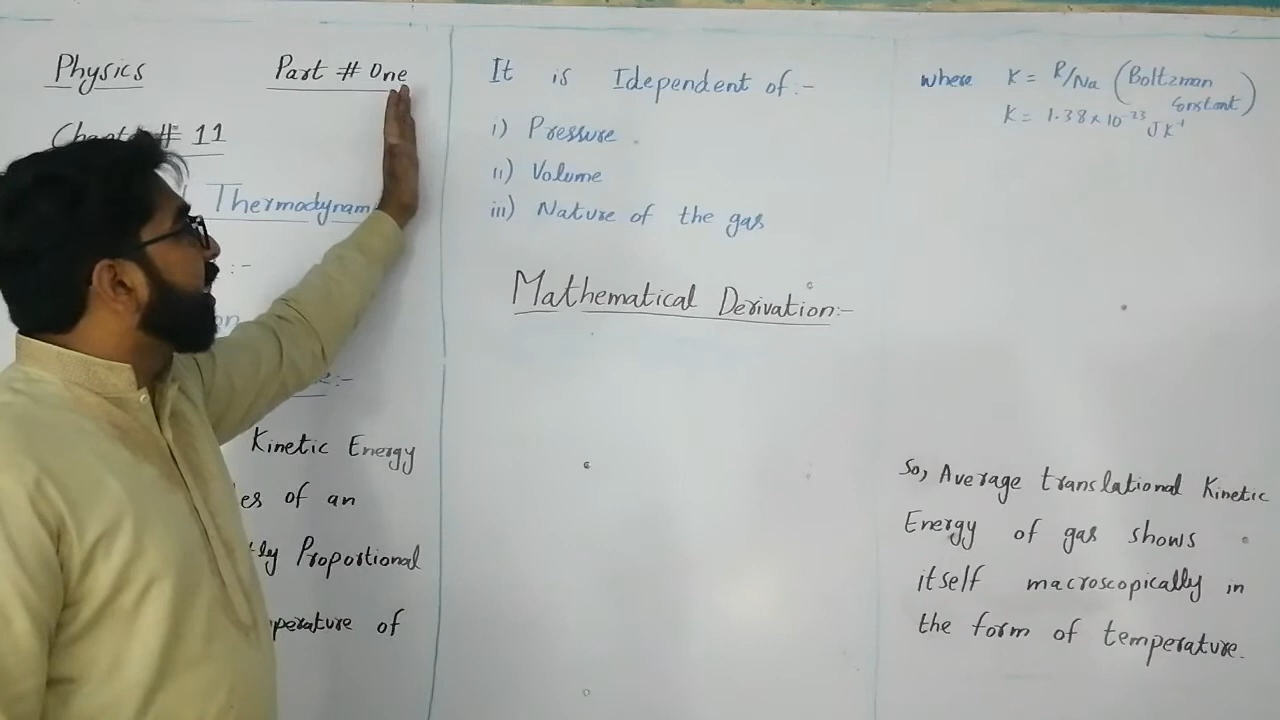 Physics
Part # One
# 11
Thermodynam
:-
:-
Kinetic Energy
es of an
Proportional
perature of
It is Idependent of :-
i) Pressure
ii) Volume
iii) Nature of the gas
Mathematical Derivation:-
where K = R/Na (Boltzman Constant)
K = 1.38 x 10⁻²³ JK⁻¹
So, Average translational Kinetic
Energy of gas shows
itself macroscopically in
the form of temperature.